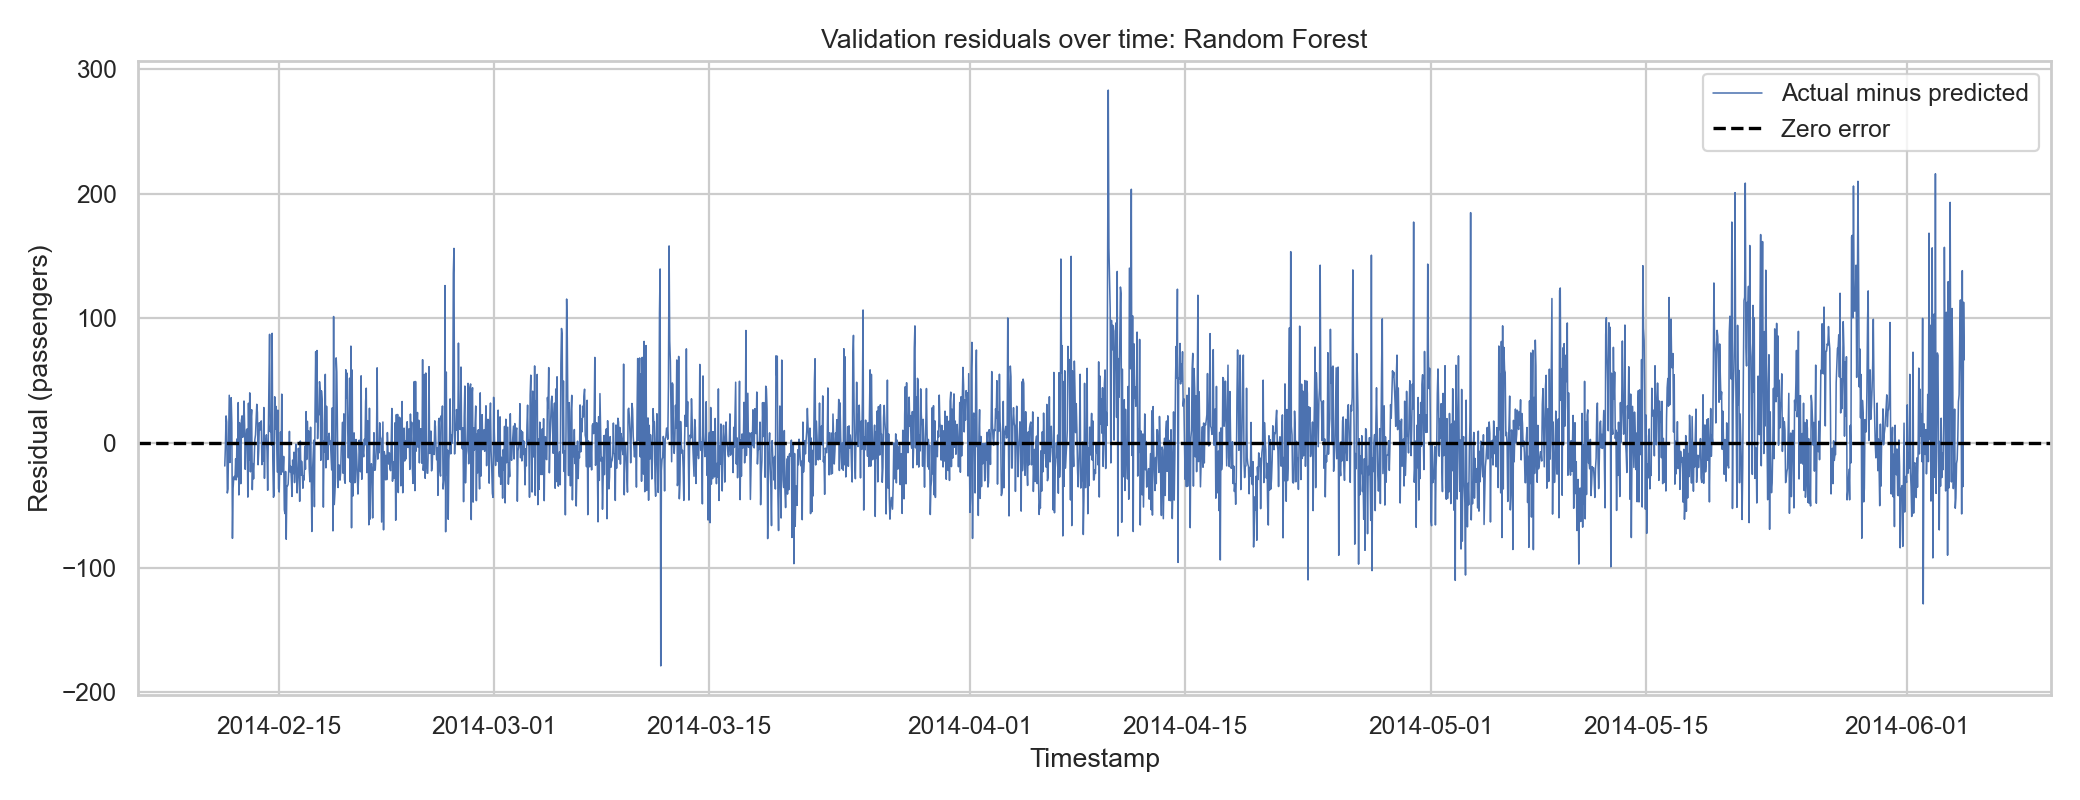 Validation residuals over time: Random Forest
300
200
100
0
−100
−200
Residual (passengers)
Actual minus predicted
Zero error
2014-02-15
2014-03-01
2014-03-15
2014-04-01
2014-04-15
2014-05-01
2014-05-15
2014-06-01
Timestamp